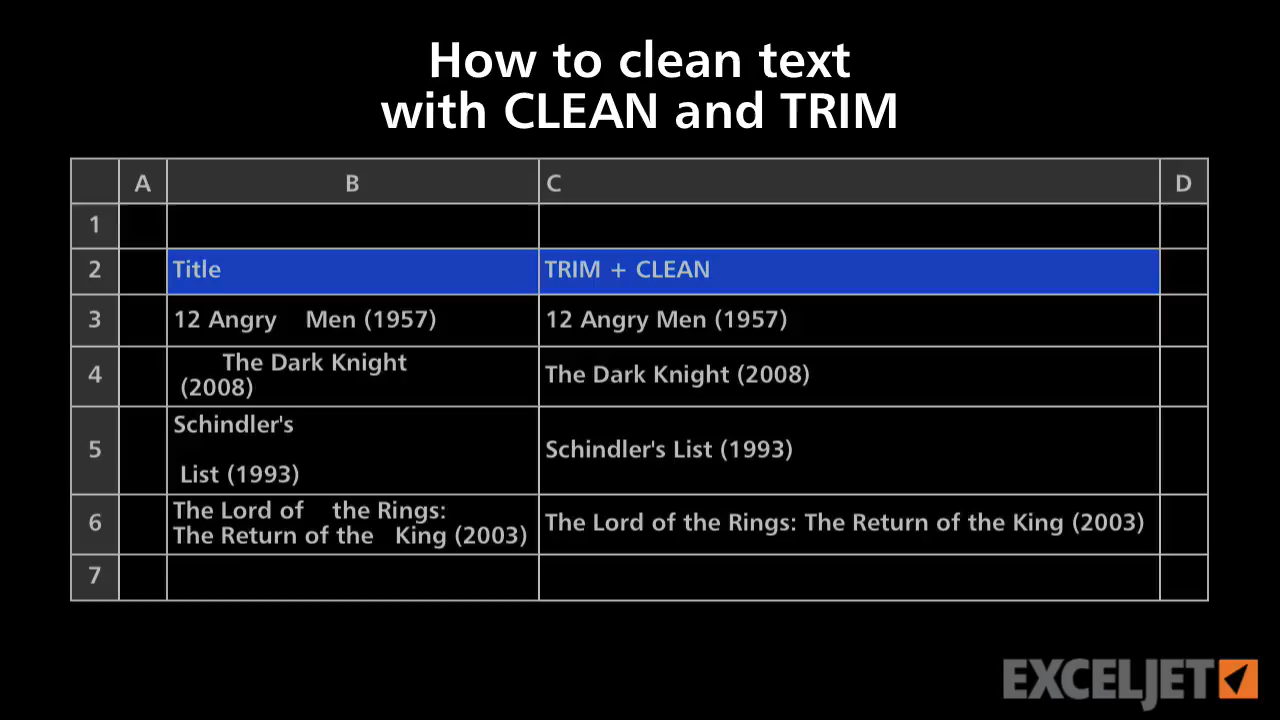 How to clean text
with CLEAN and TRIM
A B C D
1
2 Title TRIM + CLEAN
3 12 Angry    Men (1957) 12 Angry Men (1957)
4       The Dark Knight
 (2008) The Dark Knight (2008)
5 Schindler's
 List (1993) Schindler's List (1993)
6 The Lord of    the Rings:
The Return of the   King (2003) The Lord of the Rings: The Return of the King (2003)
7
EXCELJET